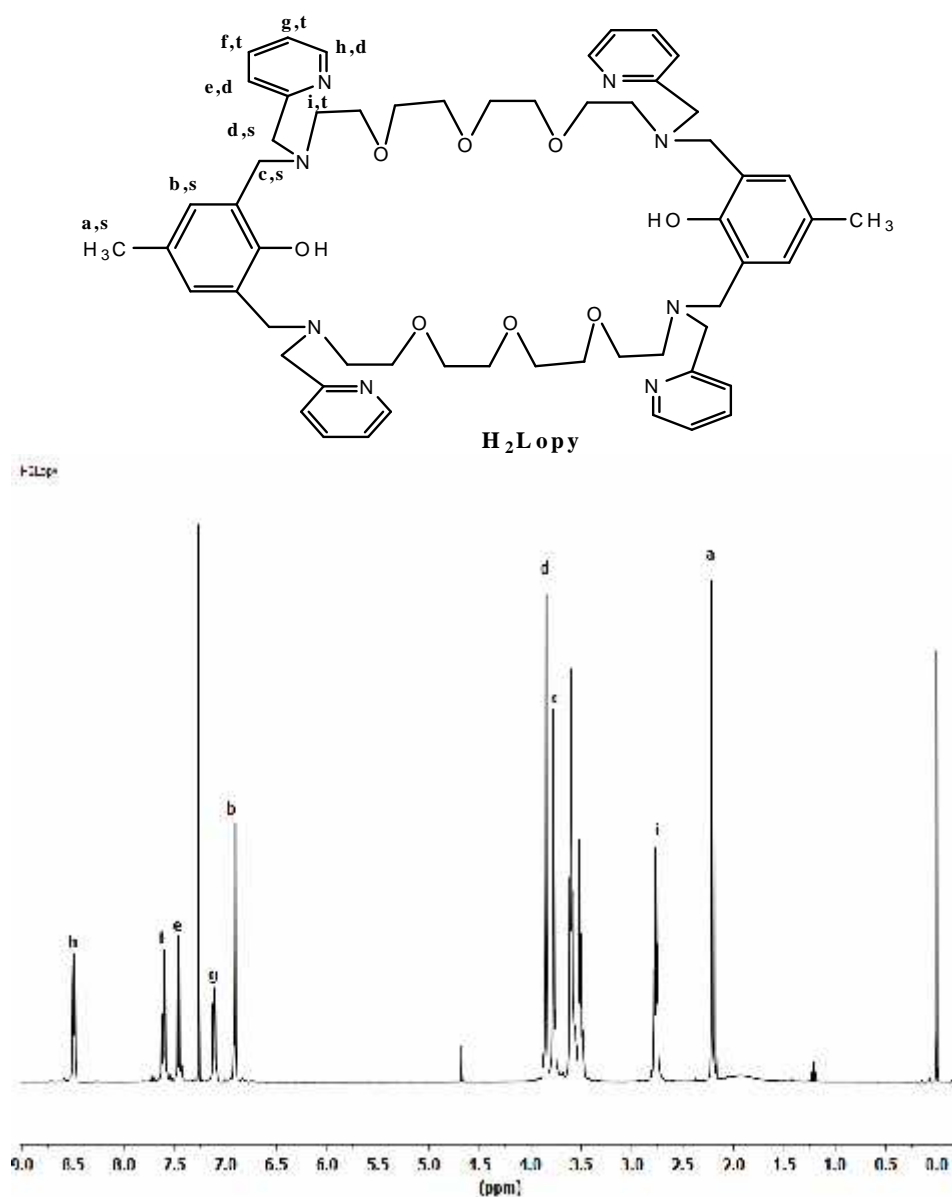 g,t
f,t
h,d
e,d
N
N
i,t
d,s
N
O
O
O
N
c,s
b,s
a,s
H₃C
OH
HO
CH₃
N
O
O
O
N
N
N
H₂Lopy
d
a
c
b
i
h
f
e
g
9.0 8.5 8.0 7.5 7.0 6.5 6.0 5.5 5.0 4.5 4.0 3.5 3.0 2.5 2.0 1.5 1.0 0.5 0.0
(ppm)